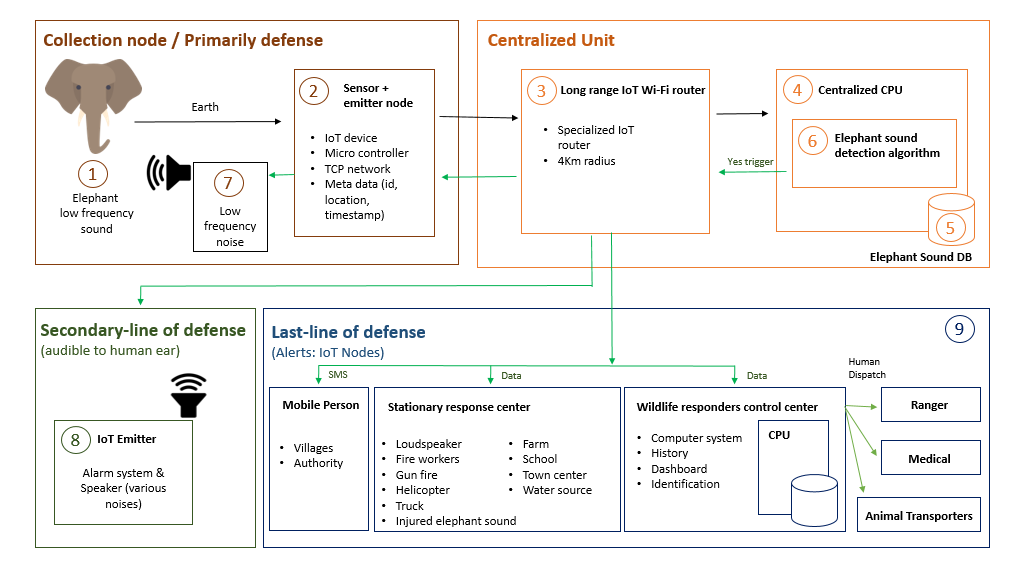 Collection node / Primarily defense
Earth
1
Elephant
low frequency
sound
2
Sensor +
emitter node
• IoT device
• Micro controller
• TCP network
• Meta data (id,
location,
timestamp)
7
Low
frequency
noise
Centralized Unit
3
Long range IoT Wi-Fi router
• Specialized IoT
router
• 4Km radius
4
Centralized CPU
6
Elephant sound
detection algorithm
Yes trigger
5
Elephant Sound DB
Secondary-line of defense
(audible to human ear)
8
IoT Emitter
Alarm system &
Speaker (various
noises)
Last-line of defense
(Alerts: IoT Nodes)
9
SMS
Data
Data
Human
Dispatch
Mobile Person
• Villages
• Authority
Stationary response center
• Loudspeaker
• Fire workers
• Gun fire
• Helicopter
• Truck
• Injured elephant sound
• Farm
• School
• Town center
• Water source
Wildlife responders control center
• Computer system
• History
• Dashboard
• Identification
CPU
Ranger
Medical
Animal Transporters